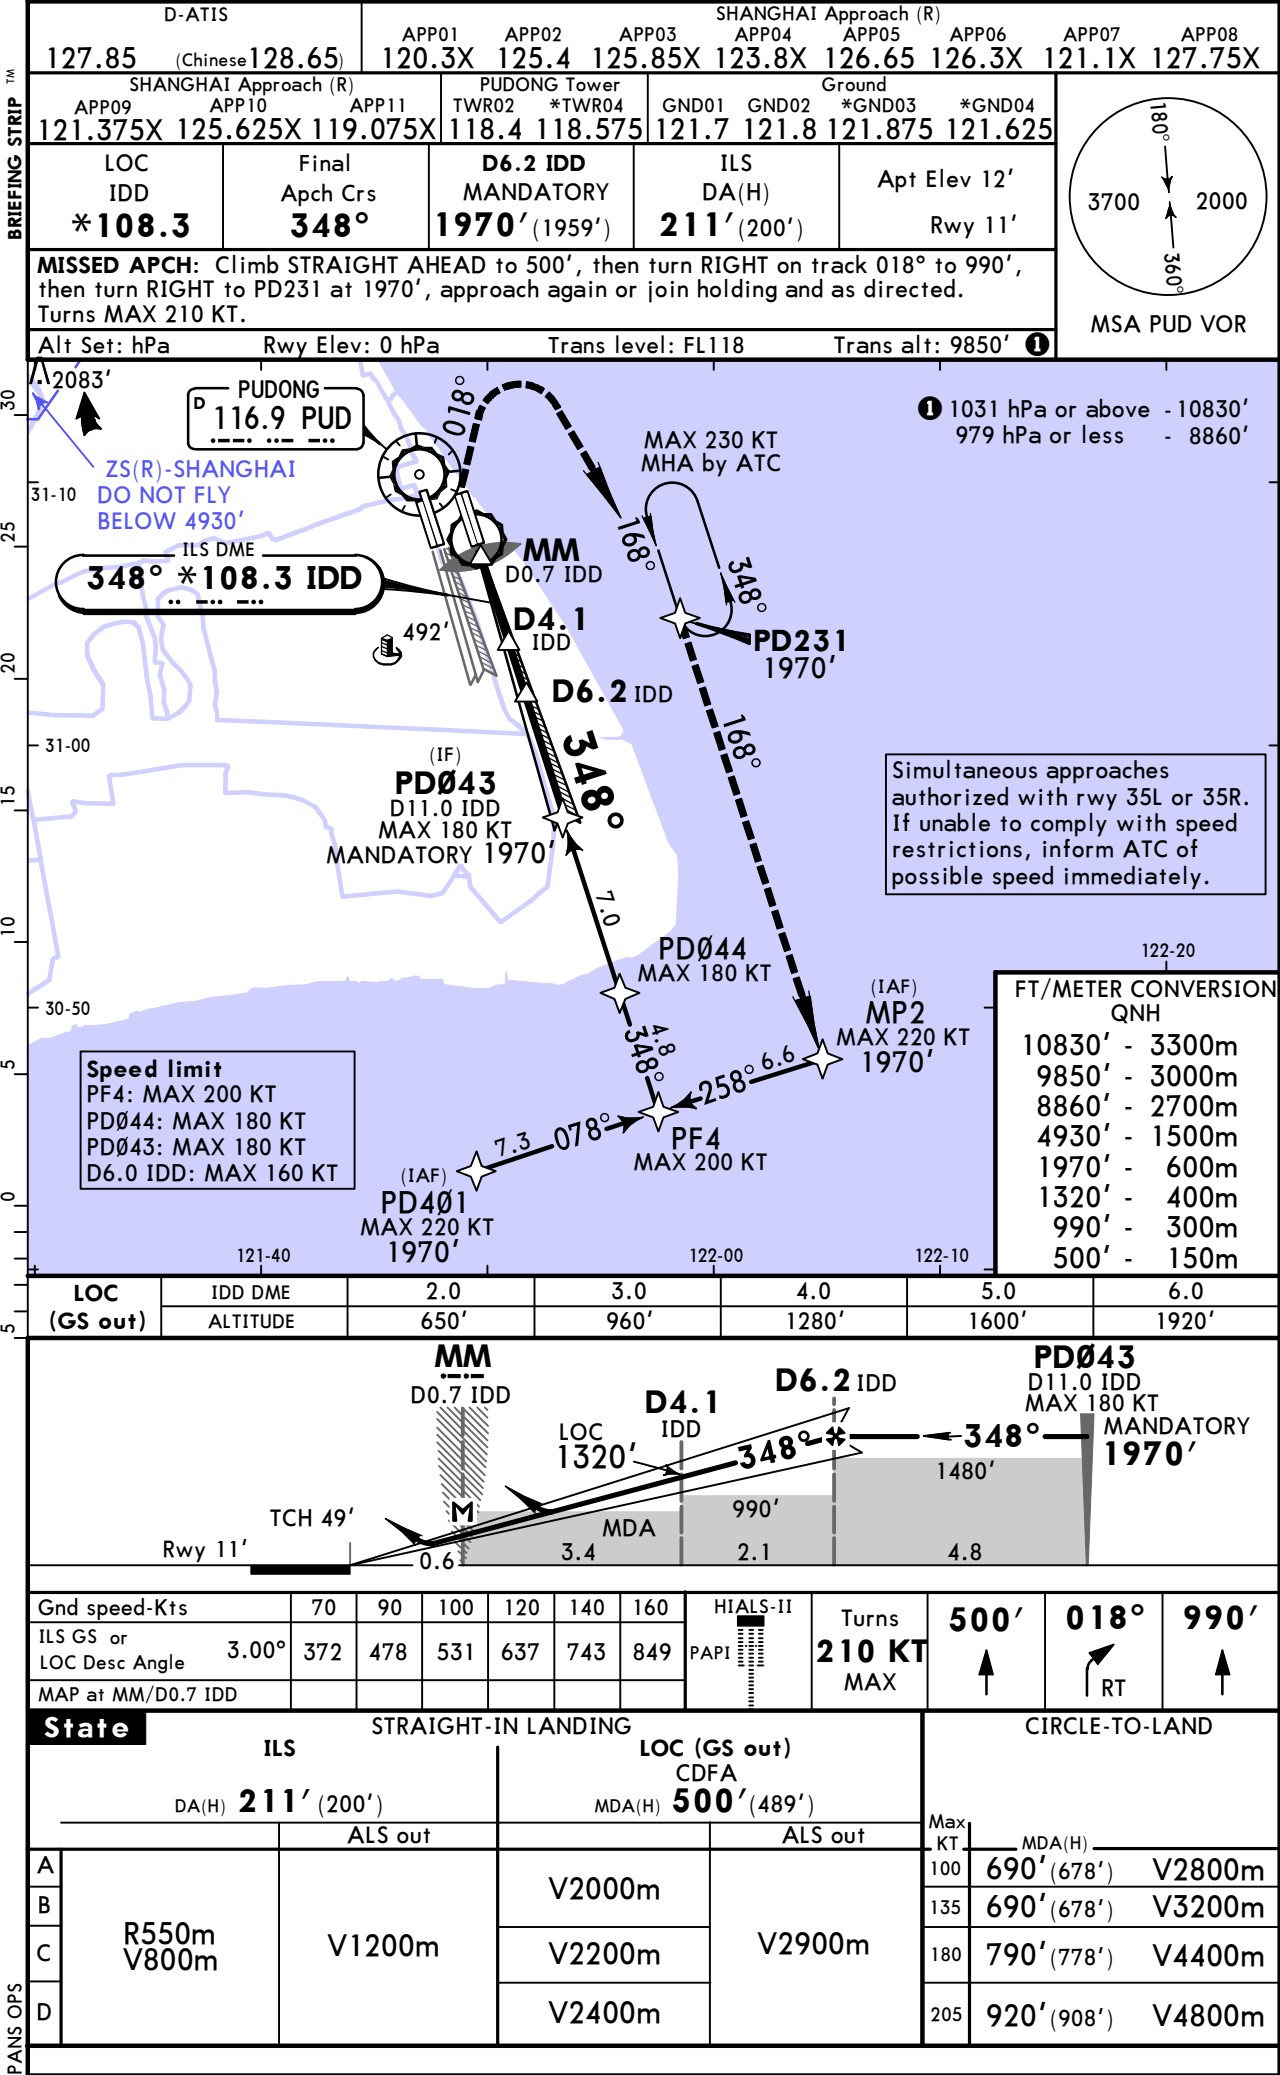 BRIEFING STRIP TM
D-ATIS
127.85 (Chinese 128.65)
SHANGHAI Approach (R)
APP01 APP02 APP03 APP04 APP05 APP06 APP07 APP08
120.3X 125.4 125.85X 123.8X 126.65 126.3X 121.1X 127.75X
SHANGHAI Approach (R)
APP09 APP10 APP11
121.375X 125.625X 119.075X
PUDONG Tower
TWR02 *TWR04
118.4 118.575
Ground
GND01 GND02 *GND03 *GND04
121.7 121.8 121.875 121.625
LOC
IDD
*108.3
Final
Apch Crs
348°
D6.2 IDD
MANDATORY
1970' (1959')
ILS
DA(H)
211' (200')
Apt Elev 12'
Rwy 11'
180°
3700 2000
360°
MSA PUD VOR
MISSED APCH: Climb STRAIGHT AHEAD to 500', then turn RIGHT on track 018° to 990',
then turn RIGHT to PD231 at 1970', approach again or join holding and as directed.
Turns MAX 210 KT.
Alt Set: hPa Rwy Elev: 0 hPa Trans level: FL118 Trans alt: 9850' 1
2083'
PUDONG
D 116.9 PUD
018°
1 1031 hPa or above - 10830'
979 hPa or less - 8860'
MAX 230 KT
MHA by ATC
ZS(R)-SHANGHAI
DO NOT FLY
BELOW 4930'
30
31-10
25
168°
348°
ILS DME
348° *108.3 IDD
MM
D0.7 IDD
D4.1
IDD
492'
PD231
1970'
20
D6.2 IDD
31-00
348°
168°
(IF)
PDØ43
D11.0 IDD
MAX 180 KT
MANDATORY 1970'
15
Simultaneous approaches
authorized with rwy 35L or 35R.
If unable to comply with speed
restrictions, inform ATC of
possible speed immediately.
7.0
10
PDØ44
MAX 180 KT
122-20
30-50
(IAF)
MP2
MAX 220 KT
1970'
4.8
348°
258° 6.6
5
Speed limit
PF4: MAX 200 KT
PDØ44: MAX 180 KT
PDØ43: MAX 180 KT
D6.0 IDD: MAX 160 KT
7.3 078°
PF4
MAX 200 KT
(IAF)
PD4Ø1
MAX 220 KT
1970'
0
5
121-40 122-00 122-10
FT/METER CONVERSION
QNH
10830' - 3300m
9850' - 3000m
8860' - 2700m
4930' - 1500m
1970' - 600m
1320' - 400m
990' - 300m
500' - 150m
LOC
(GS out)
IDD DME 2.0 3.0 4.0 5.0 6.0
ALTITUDE 650' 960' 1280' 1600' 1920'
MM
D0.7 IDD
D4.1
IDD
D6.2 IDD
PDØ43
D11.0 IDD
MAX 180 KT
MANDATORY
1970'
LOC
1320'
348°
348°
1480'
990'
M
MDA
TCH 49'
Rwy 11'
0.6 3.4 2.1 4.8
Gnd speed-Kts 70 90 100 120 140 160
ILS GS or
LOC Desc Angle 3.00° 372 478 531 637 743 849
MAP at MM/D0.7 IDD
HIALS-II
PAPI
Turns
210 KT
MAX
500'
018°
RT
990'
State
STRAIGHT-IN LANDING
CIRCLE-TO-LAND
ILS
DA(H) 211' (200')
LOC (GS out)
CDFA
MDA(H) 500' (489')
ALS out
ALS out
Max
KT MDA(H)
A
B
C
D
R550m
V800m
V1200m
V2000m
V2200m
V2400m
V2900m
100 690' (678') V2800m
135 690' (678') V3200m
180 790' (778') V4400m
205 920' (908') V4800m
PANS OPS